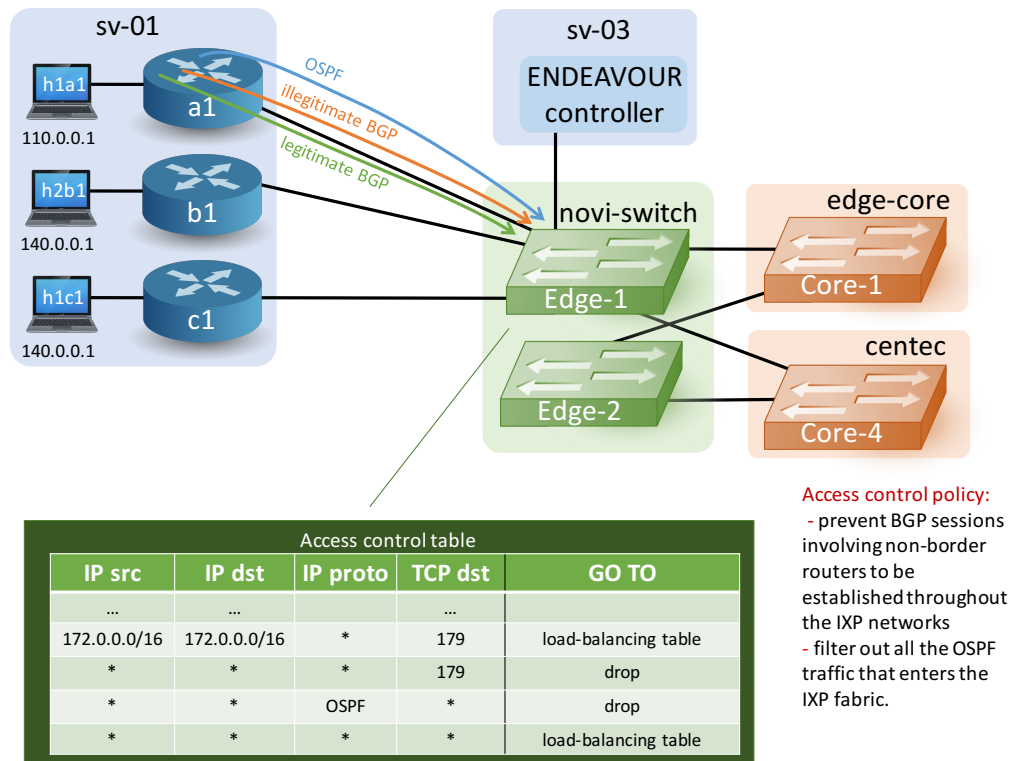 sv-01
sv-03
ENDEAVOUR
controller
h1a1
110.0.0.1
a1
OSPF
illegitimate BGP
legitimate BGP
h2b1
140.0.0.1
b1
h1c1
140.0.0.1
c1
novi-switch
Edge-1
Edge-2
edge-core
Core-1
centec
Core-4
Access control policy:
- prevent BGP sessions
involving non-border
routers to be
established throughout
the IXP networks
- filter out all the OSPF
traffic that enters the
IXP fabric.
Access control table
IP src IP dst IP proto TCP dst GO TO
... ... ...
172.0.0.0/16 172.0.0.0/16 * 179 load-balancing table
* * * 179 drop
* * OSPF * drop
* * * * load-balancing table